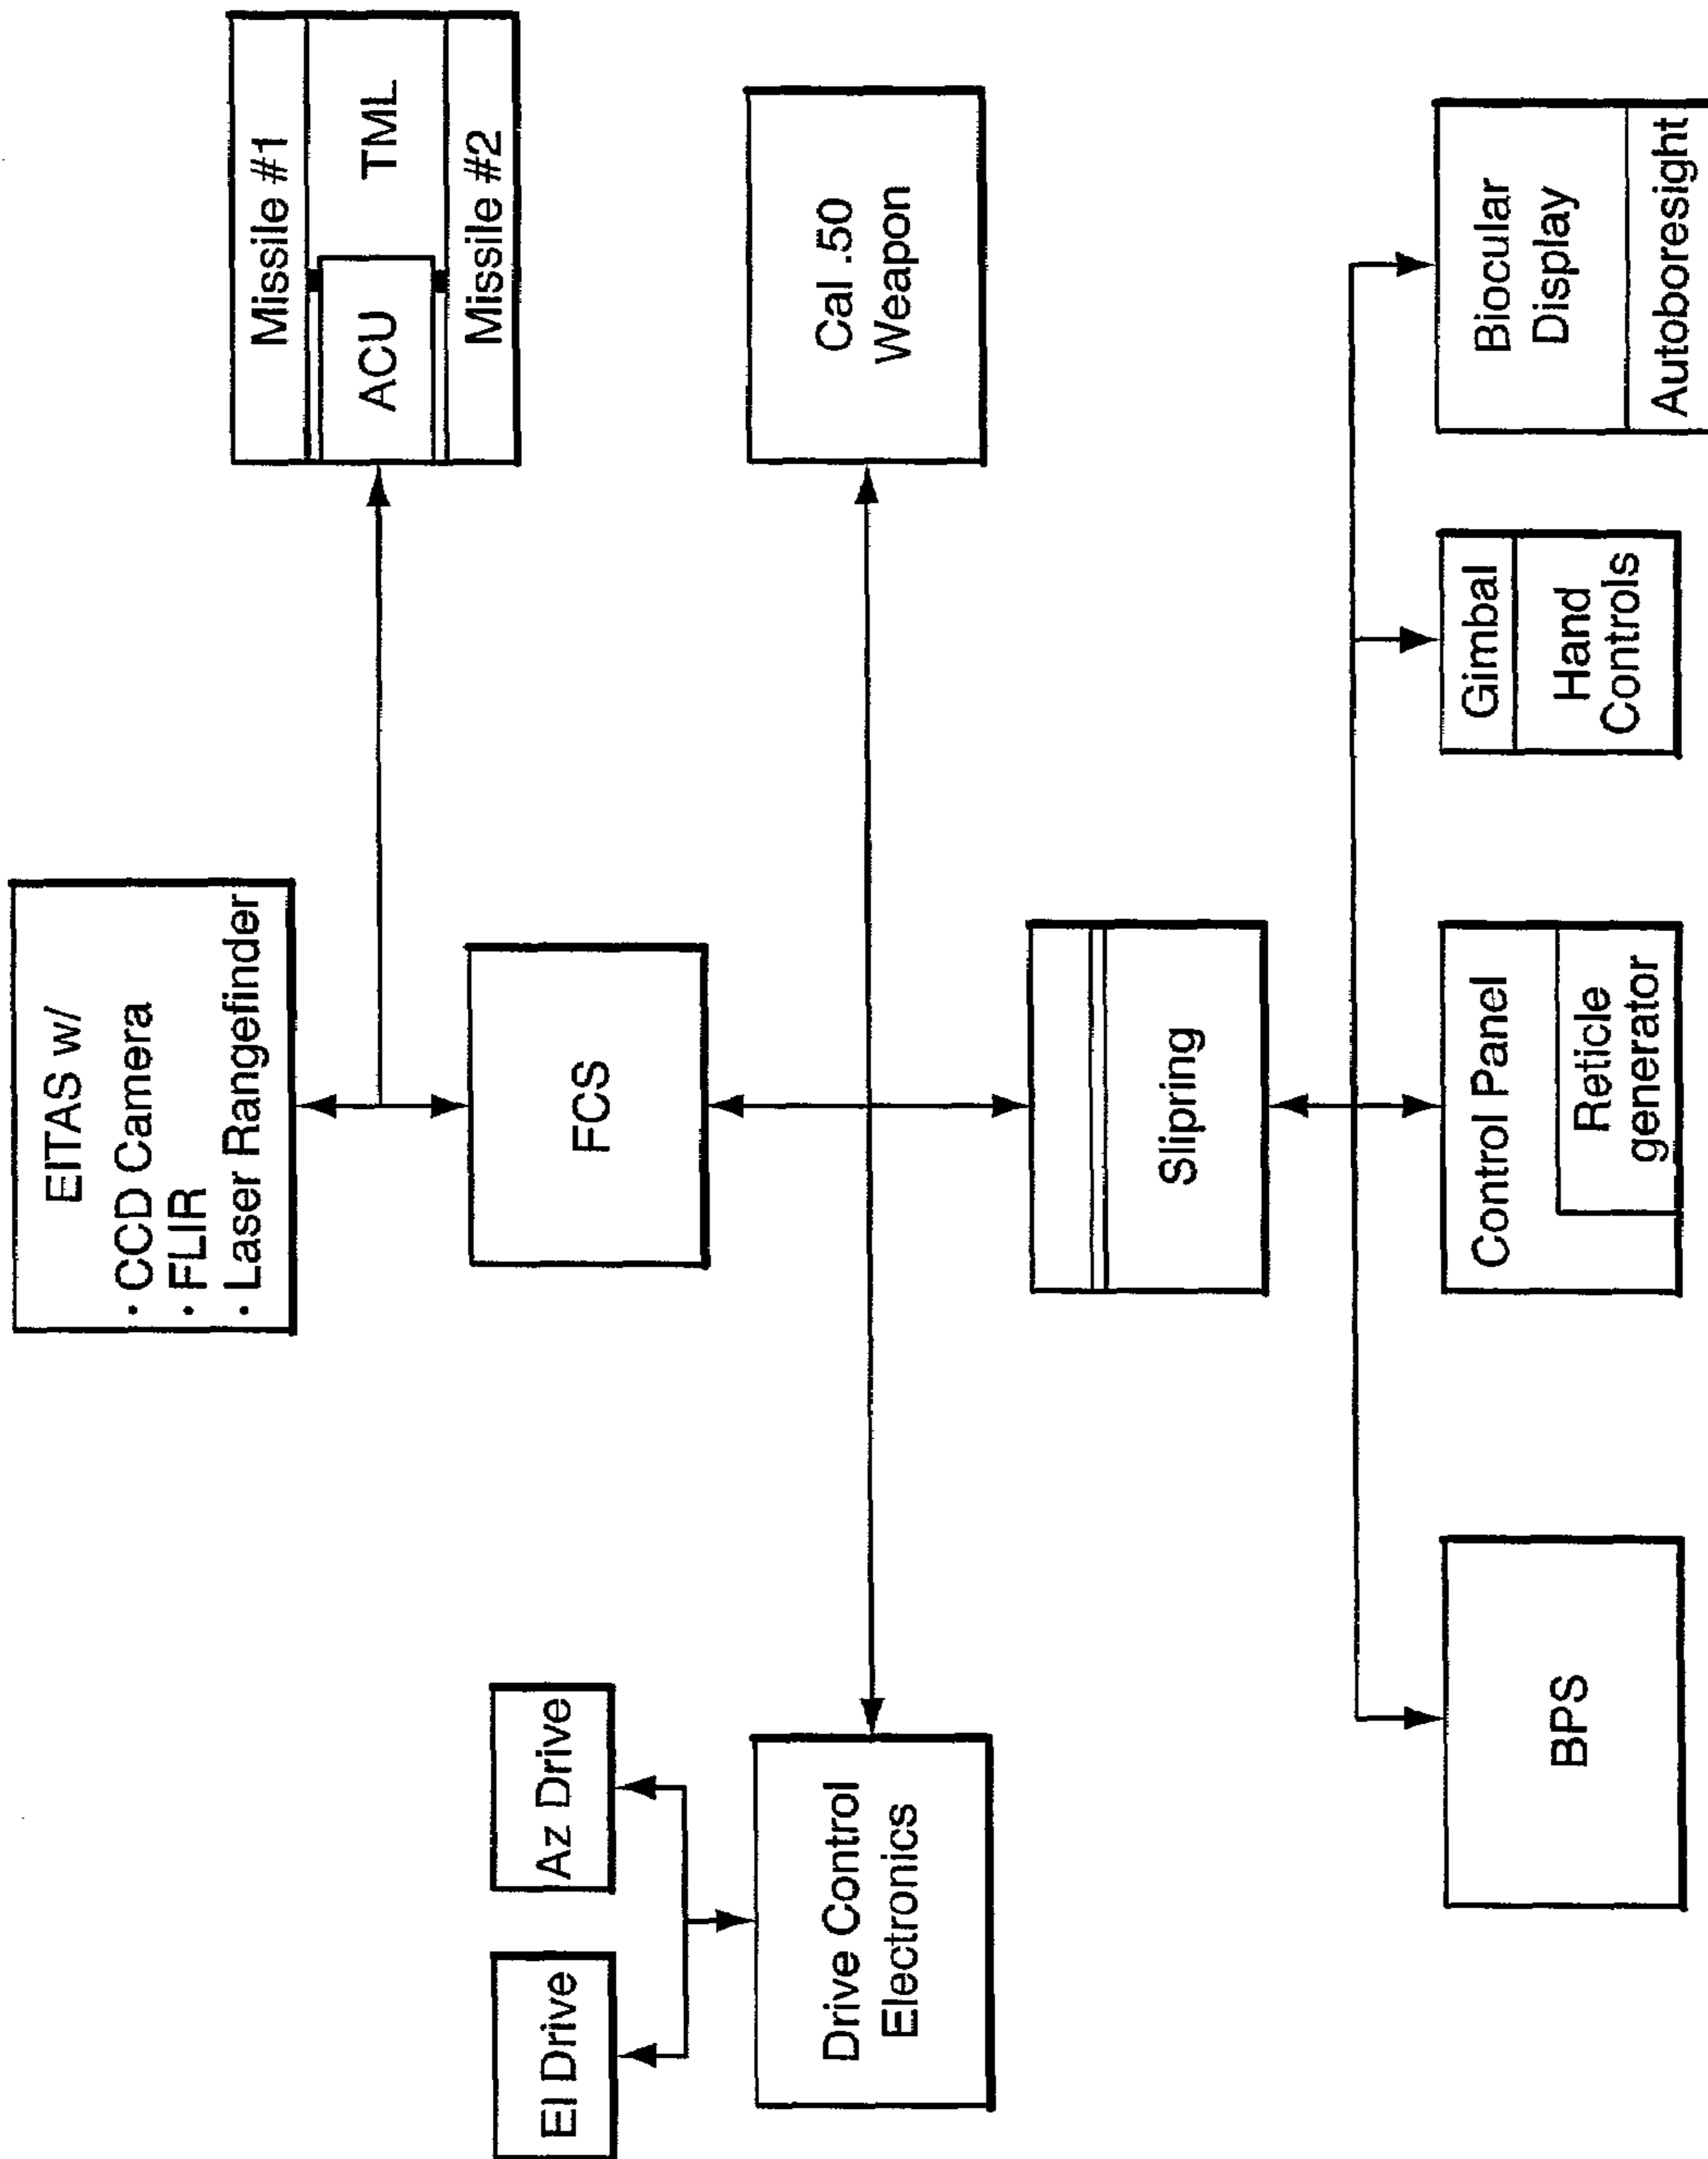 EITAS w/
· CCD Camera
· FLIR
· Laser Rangefinder
Missile #1
ACU
TML
Missile #2
El Drive
Az Drive
FCS
Drive Control
Electronics
Cal .50
Weapon
Slipring
BPS
Control Panel
Reticle
generator
Gimbal
Hand
Controls
Biocular
Display
Autoboresight